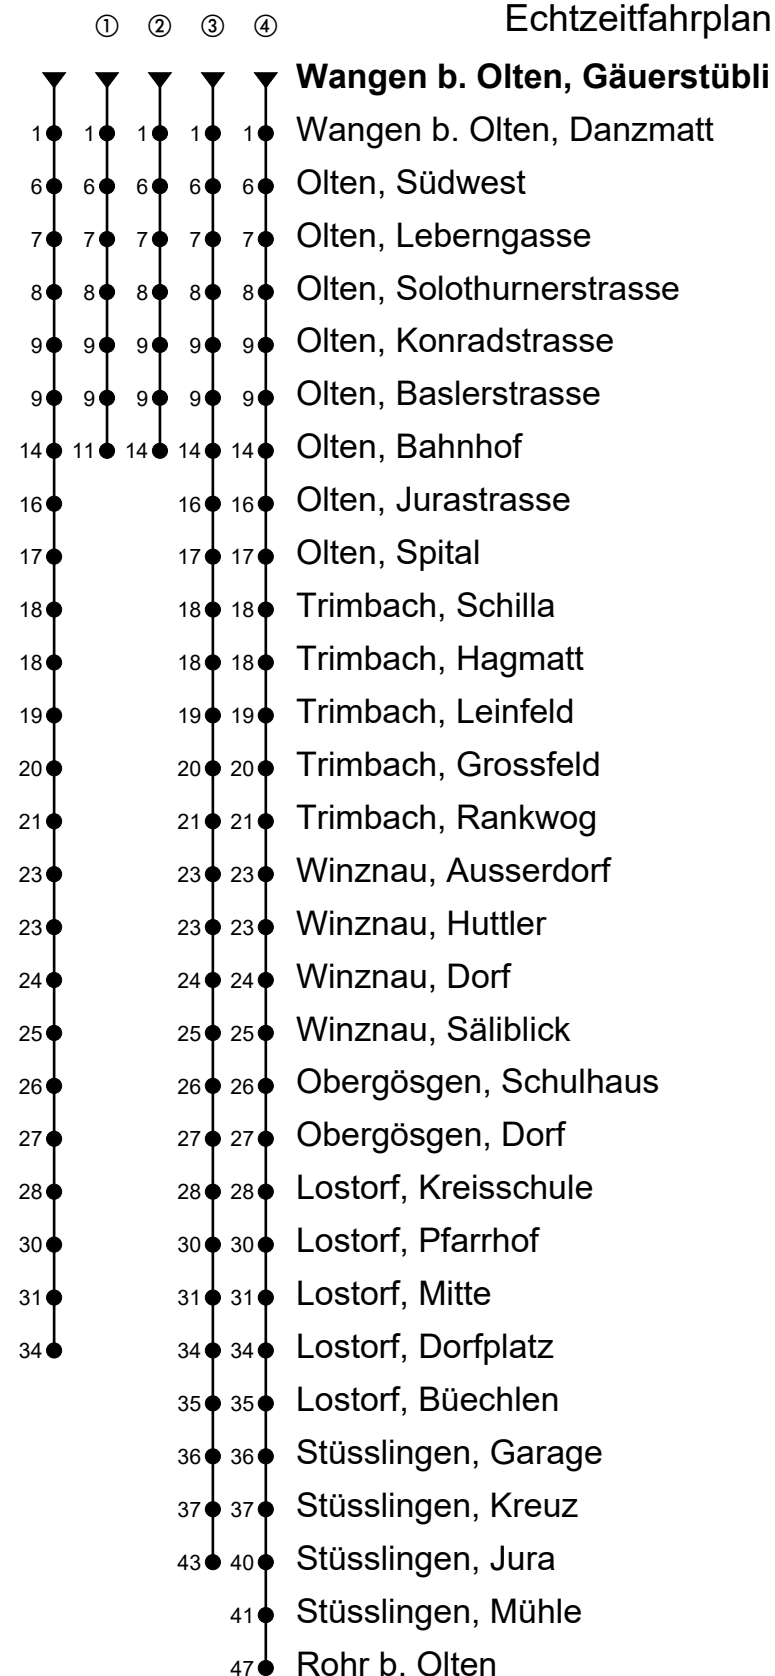 ① ② ③ ④ Echtzeitfahrplan
Wangen b. Olten, Gäuerstübli
1 1 1 1 1 Wangen b. Olten, Danzmatt
6 6 6 6 6 Olten, Südwest
7 7 7 7 7 Olten, Leberngasse
8 8 8 8 8 Olten, Solothurnerstrasse
9 9 9 9 9 Olten, Konradstrasse
9 9 9 9 9 Olten, Baslerstrasse
14 11 14 14 14 Olten, Bahnhof
16 16 16 Olten, Jurastrasse
17 17 17 Olten, Spital
18 18 18 Trimbach, Schilla
18 18 18 Trimbach, Hagmatt
19 19 19 Trimbach, Leinfeld
20 20 20 Trimbach, Grossfeld
21 21 21 Trimbach, Rankwog
23 23 23 Winznau, Ausserdorf
23 23 23 Winznau, Huttler
24 24 24 Winznau, Dorf
25 25 25 Winznau, Säliblick
26 26 26 Obergösgen, Schulhaus
27 27 27 Obergösgen, Dorf
28 28 28 Lostorf, Kreisschule
30 30 30 Lostorf, Pfarrhof
31 31 31 Lostorf, Mitte
34 34 34 Lostorf, Dorfplatz
35 35 Lostorf, Büechlen
36 36 Stüsslingen, Garage
37 37 Stüsslingen, Kreuz
43 40 Stüsslingen, Jura
41 Stüsslingen, Mühle
47 Rohr b. Olten